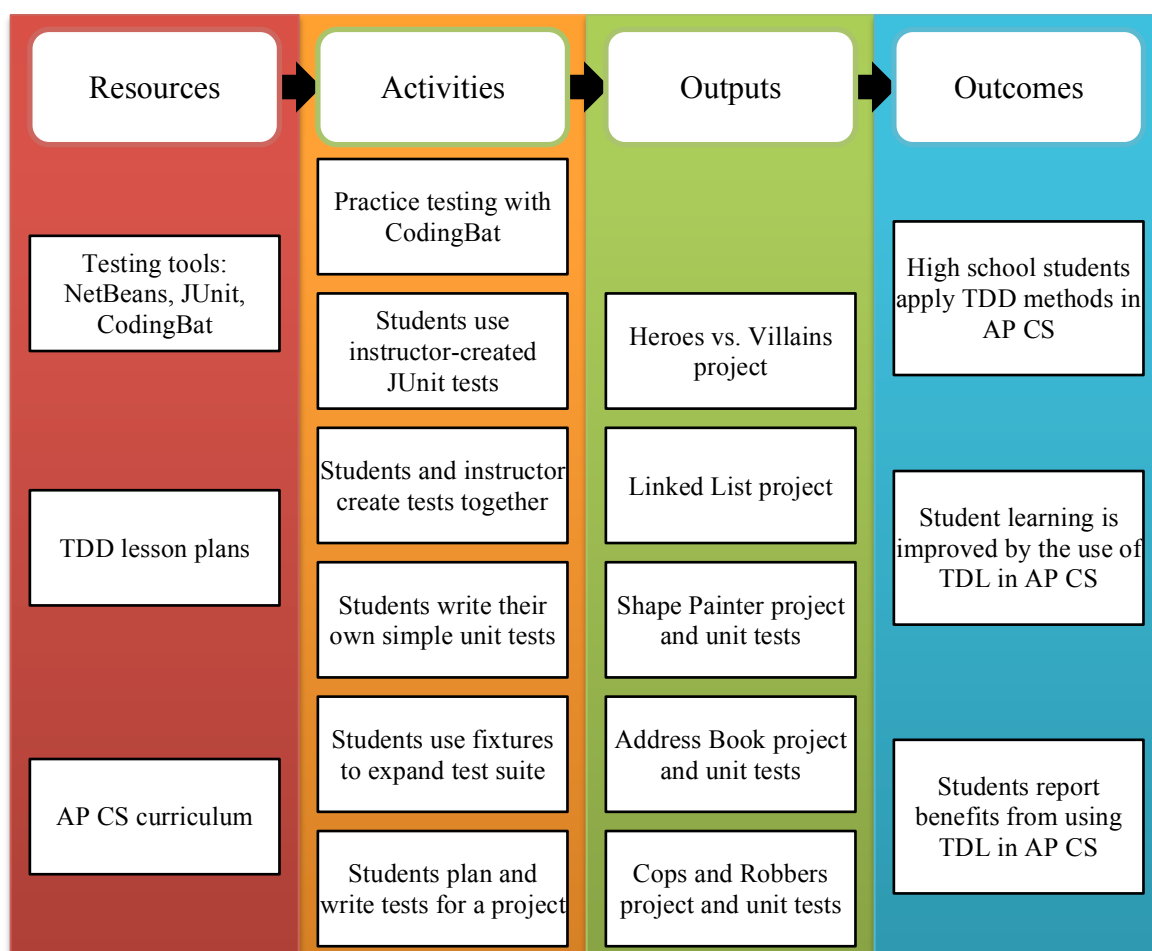 Resources
Activities
Outputs
Outcomes
Testing tools:
NetBeans, JUnit,
CodingBat
TDD lesson plans
AP CS curriculum
Practice testing with
CodingBat
Students use
instructor-created
JUnit tests
Students and instructor
create tests together
Students write their
own simple unit tests
Students use fixtures
to expand test suite
Students plan and
write tests for a project
Heroes vs. Villains
project
Linked List project
Shape Painter project
and unit tests
Address Book project
and unit tests
Cops and Robbers
project and unit tests
High school students
apply TDD methods in
AP CS
Student learning is
improved by the use of
TDL in AP CS
Students report
benefits from using
TDL in AP CS